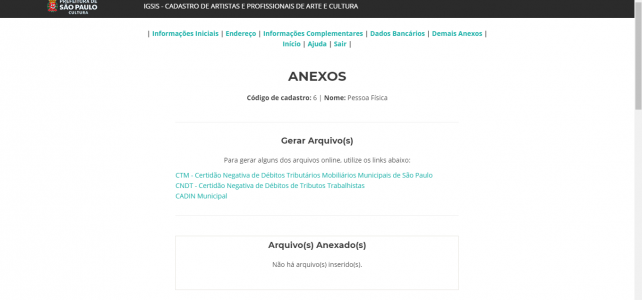 PREFEITURA DE
SÃO PAULO
CULTURA
IGSIS - CADASTRO DE ARTISTAS E PROFISSIONAIS DE ARTE E CULTURA
| Informações Iniciais | Endereço | Informações Complementares | Dados Bancários | Demais Anexos |
Início | Ajuda | Sair |
ANEXOS
Código de cadastro: 6 | Nome: Pessoa Física
Gerar Arquivo(s)
Para gerar alguns dos arquivos online, utilize os links abaixo:
CTM - Certidão Negativa de Débitos Tributários Mobiliários Municipais de São Paulo
CNDT - Certidão Negativa de Débitos de Tributos Trabalhistas
CADIN Municipal
Arquivo(s) Anexado(s)
Não há arquivo(s) inserido(s).